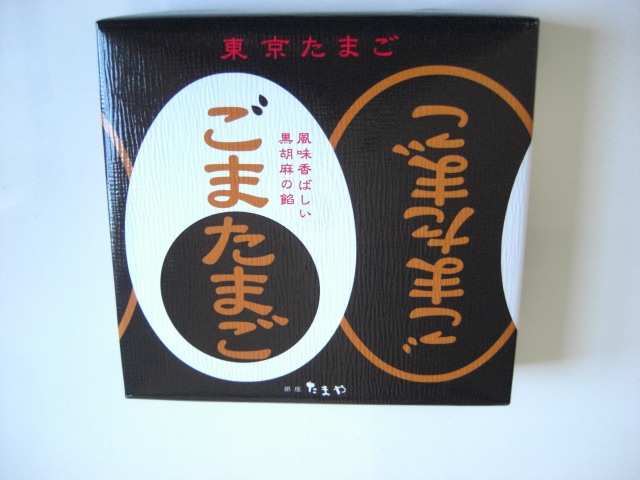 東京たまご
風味香ばしい
黒胡麻の餡
ごまたまご
ごまたまご
銀座 たまや